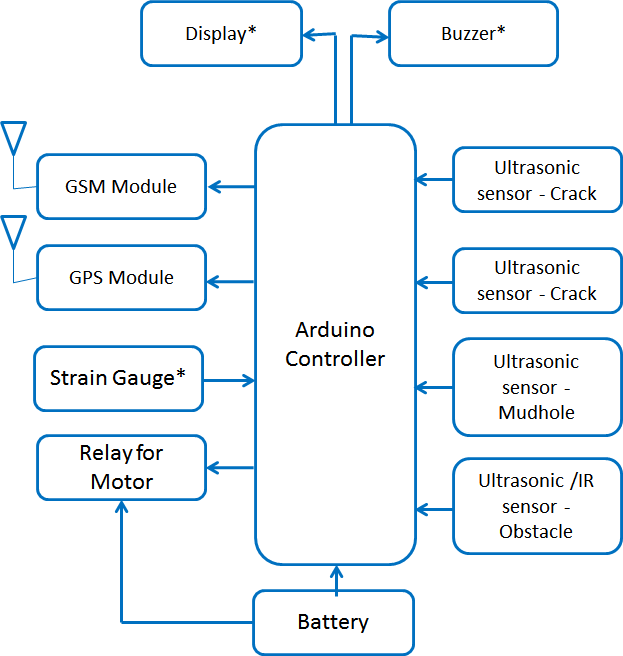 Display*
Buzzer*
GSM Module
GPS Module
Strain Gauge*
Relay for
Motor
Arduino
Controller
Ultrasonic
sensor - Crack
Ultrasonic
sensor - Crack
Ultrasonic
sensor -
Mudhole
Ultrasonic /IR
sensor -
Obstacle
Battery